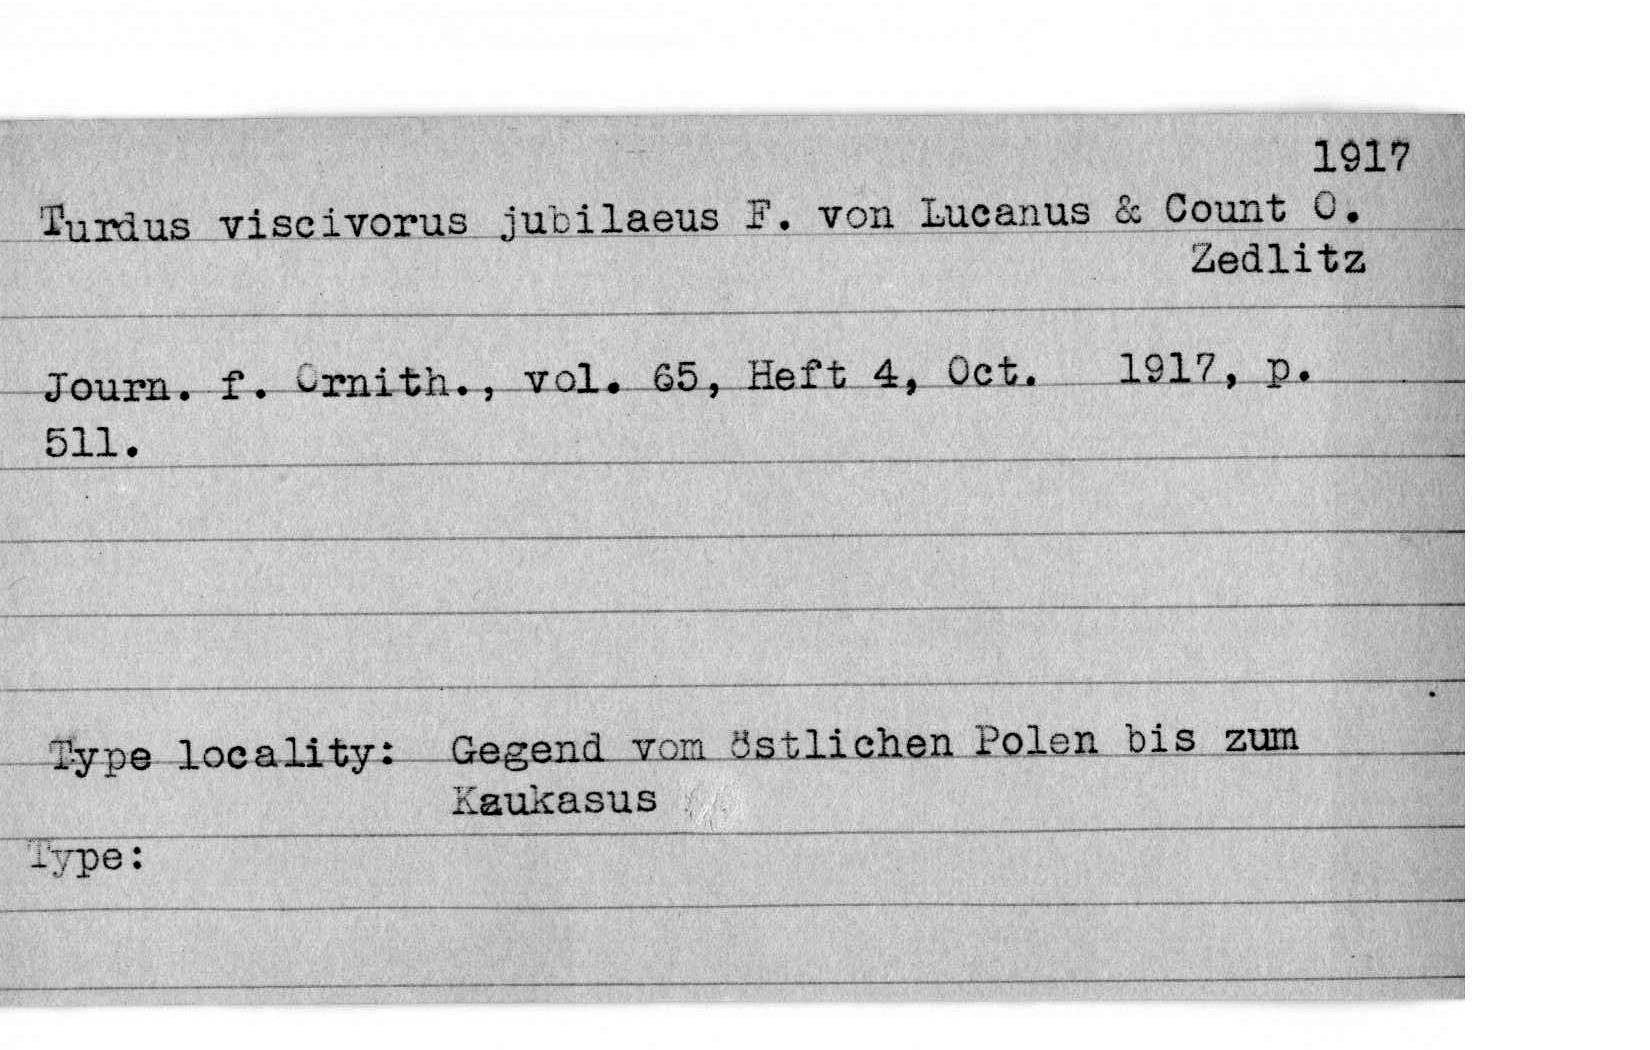 1917
Turdus viscivorus jubilaeus F. von Lucanus & Count O.
Zedlitz
Journ. f. Ornith., vol. 65, Heft 4, Oct. 1917, p.
511.
Type locality: Gegend vom östlichen Polen bis zum
Kaukasus
Type: